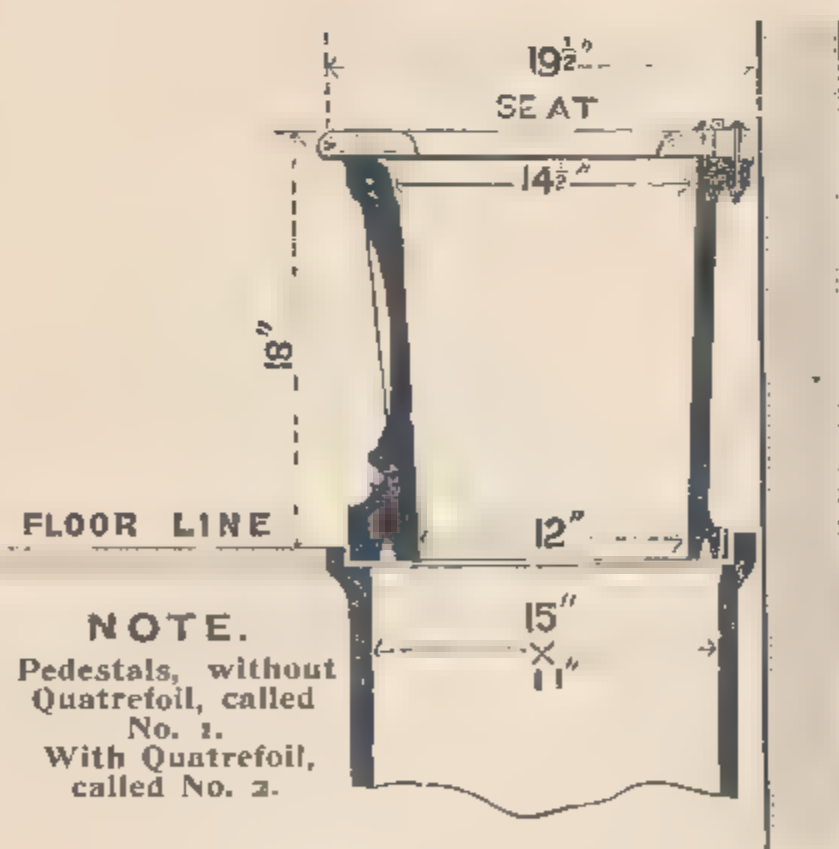 19½"
SEAT
14½"
18"
FLOOR LINE
12"
15"
X
11"
NOTE.
Pedestals, without
Quatrefoil, called
No. 1.
With Quatrefoil,
called No. 2.